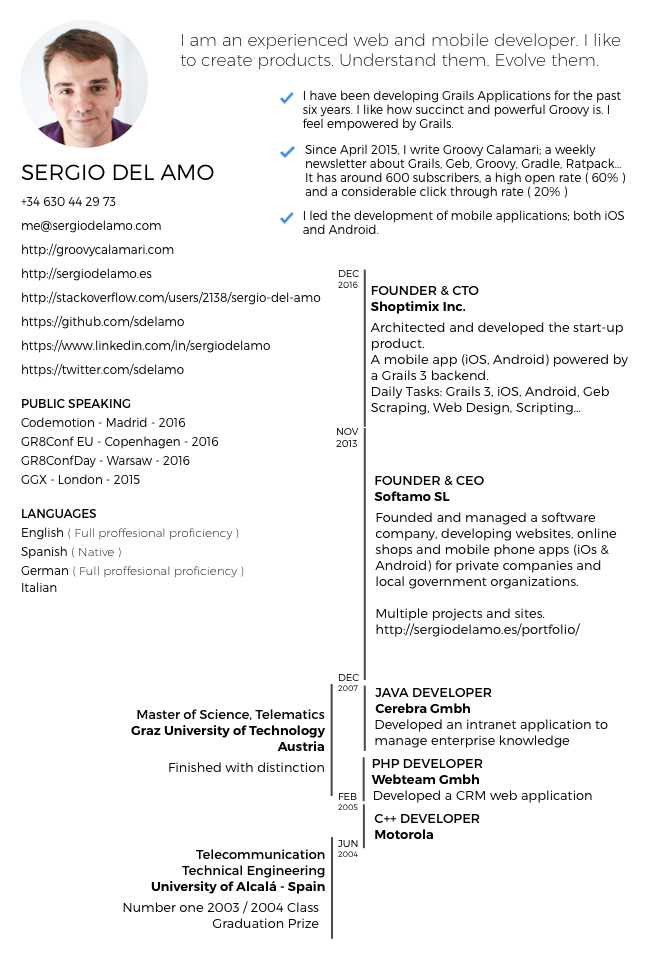 I am an experienced web and mobile developer. I like
to create products. Understand them. Evolve them.
I have been developing Grails Applications for the past
six years. I like how succinct and powerful Groovy is. I
feel empowered by Grails.
Since April 2015, I write Groovy Calamari; a weekly
newsletter about Grails, Geb, Groovy, Gradle, Ratpack...
It has around 600 subscribers, a high open rate ( 60% )
and a considerable click through rate ( 20% )
I led the development of mobile applications; both iOS
and Android.
SERGIO DEL AMO
+34 630 44 29 73
me@sergiodelamo.com
http://groovycalamari.com
http://sergiodelamo.es
http://stackoverflow.com/users/2138/sergio-del-amo
https://github.com/sdelamo
https://www.linkedin.com/in/sergiodelamo
https://twitter.com/sdelamo
PUBLIC SPEAKING
Codemotion - Madrid - 2016
GR8Conf EU - Copenhagen - 2016
GR8ConfDay - Warsaw - 2016
GGX - London - 2015
LANGUAGES
English ( Full proffesional proficiency )
Spanish ( Native )
German ( Full proffesional proficiency )
Italian
DEC
2016
FOUNDER & CTO
Shoptimix Inc.
Architected and developed the start-up
product.
A mobile app (iOS, Android) powered by
a Grails 3 backend.
Daily Tasks: Grails 3, iOS, Android, Geb
Scraping, Web Design, Scripting...
NOV
2013
FOUNDER & CEO
Softamo SL
Founded and managed a software
company, developing websites, online
shops and mobile phone apps (iOs &
Android) for private companies and
local government organizations.
Multiple projects and sites.
http://sergiodelamo.es/portfolio/
DEC
2007
JAVA DEVELOPER
Cerebra Gmbh
Developed an intranet application to
manage enterprise knowledge
Master of Science, Telematics
Graz University of Technology
Austria
Finished with distinction
PHP DEVELOPER
Webteam Gmbh
Developed a CRM web application
FEB
2005
C++ DEVELOPER
Motorola
JUN
2004
Telecommunication
Technical Engineering
University of Alcalá - Spain
Number one 2003 / 2004 Class
Graduation Prize